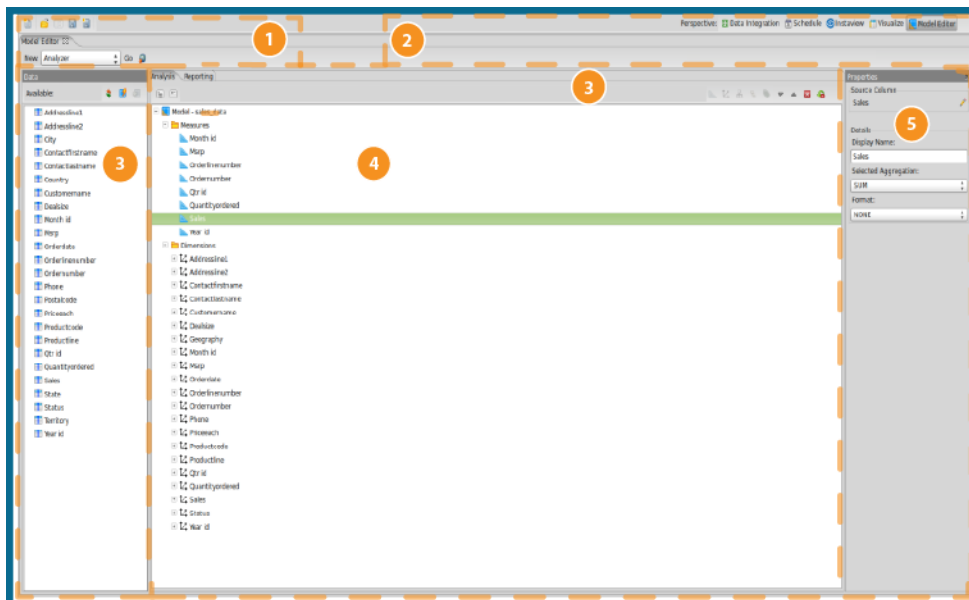 1
2
Perspective: Data Integration Schedule Instaview Visualize Model Editor
Model Editor
New Analyzer Go
Data
Available:
Addressline1
Addressline2
City
Contactfirstname
Contactlastname
Country
Customername
Dealsize
Month id
Msrp
Orderdate
Orderlinenumber
Ordernumber
Phone
Postalcode
Priceeach
Productcode
Productline
Qtr id
Quantityordered
Sales
State
Status
Territory
Year id
3
Analysis Reporting
3
Model - sales_data
Measures
Month id
Msrp
Orderlinenumber
Ordernumber
Qtr id
Quantityordered
Sales
Year id
4
Dimensions
Addressline1
Addressline2
Contactfirstname
Contactlastname
Customername
Dealsize
Geography
Month id
Msrp
Orderdate
Orderlinenumber
Ordernumber
Phone
Priceeach
Productcode
Productline
Qtr id
Quantityordered
Sales
Status
Year id
Properties
Source Column
Sales
5
Details
Display Name:
Sales
Selected Aggregation:
SUM
Format:
NONE